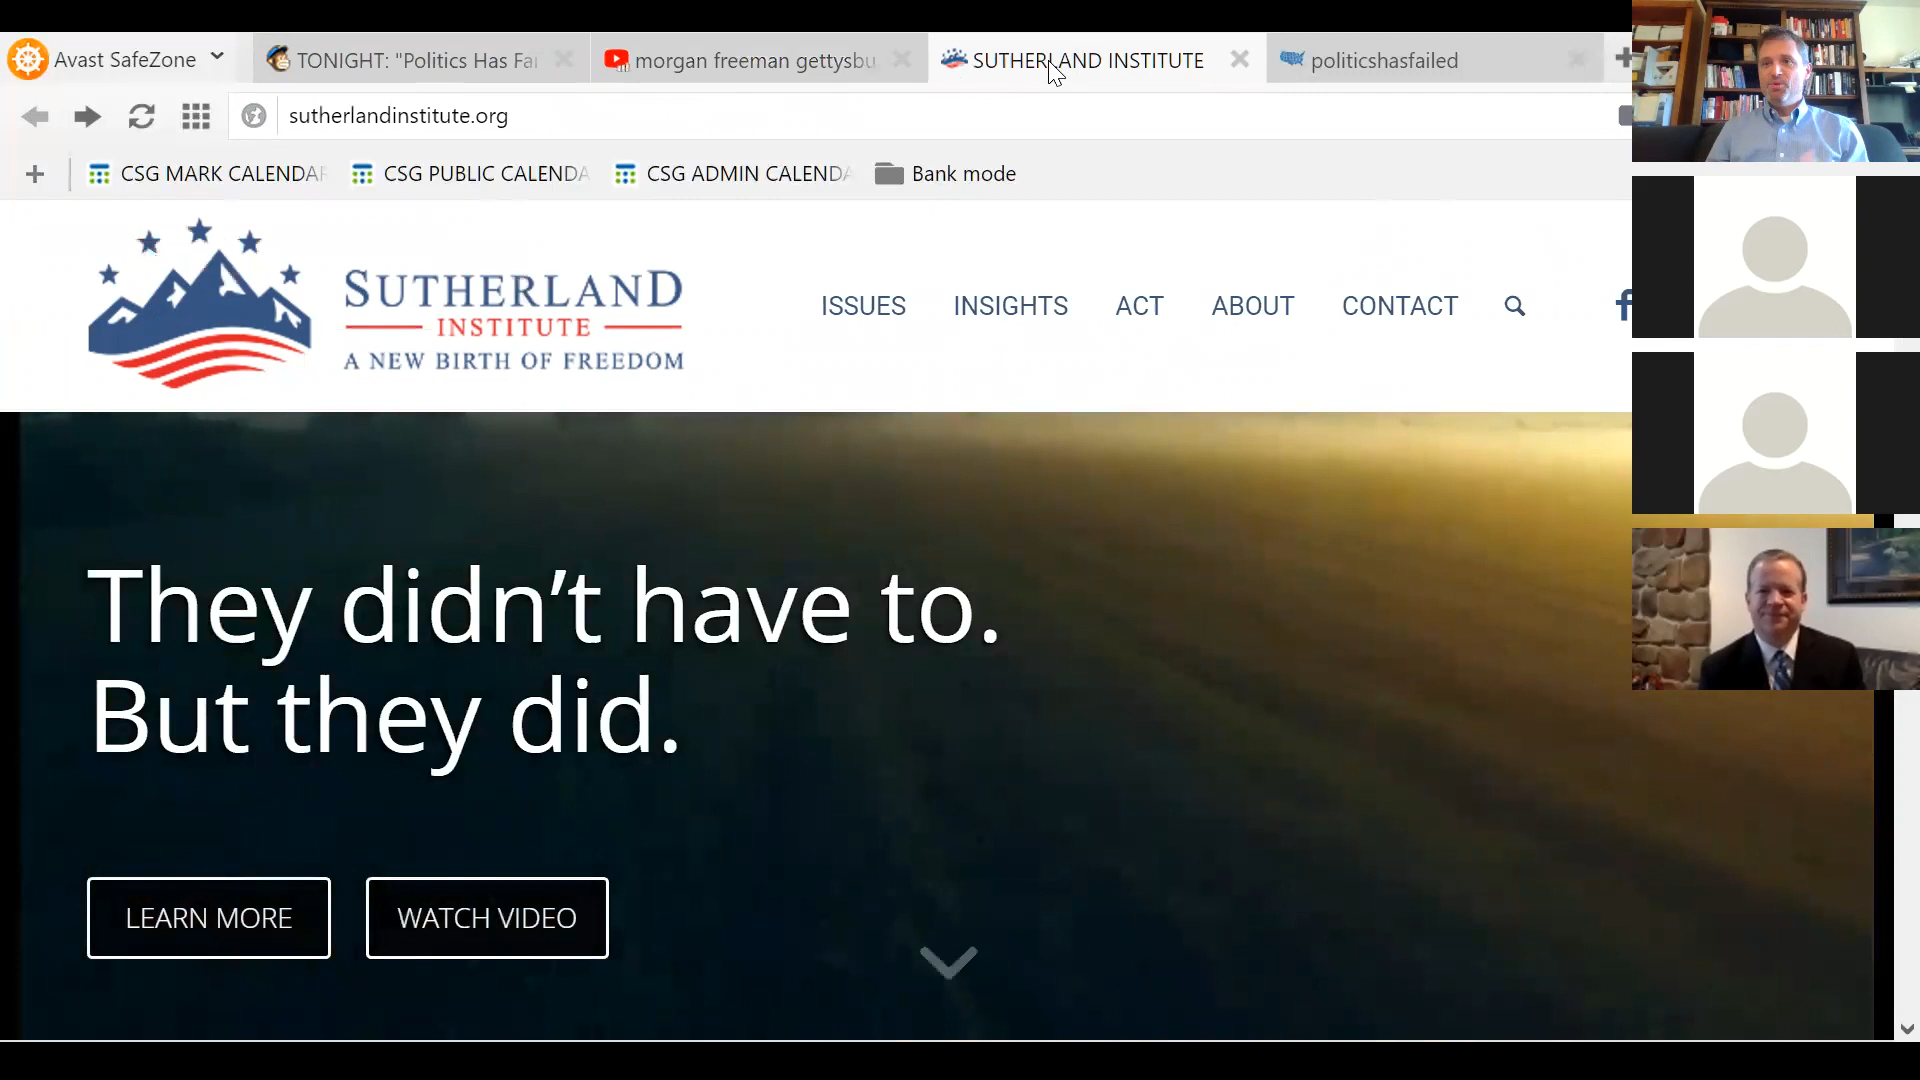 Avast SafeZone
TONIGHT: "Politics Has Fai
morgan freeman gettysbu
SUTHERLAND INSTITUTE
politicshasfailed
sutherlandinstitute.org
CSG MARK CALENDAR
CSG PUBLIC CALENDA
CSG ADMIN CALENDA
Bank mode
SUTHERLAND
INSTITUTE
A NEW BIRTH OF FREEDOM
ISSUES
INSIGHTS
ACT
ABOUT
CONTACT
They didn’t have to.
But they did.
LEARN MORE
WATCH VIDEO